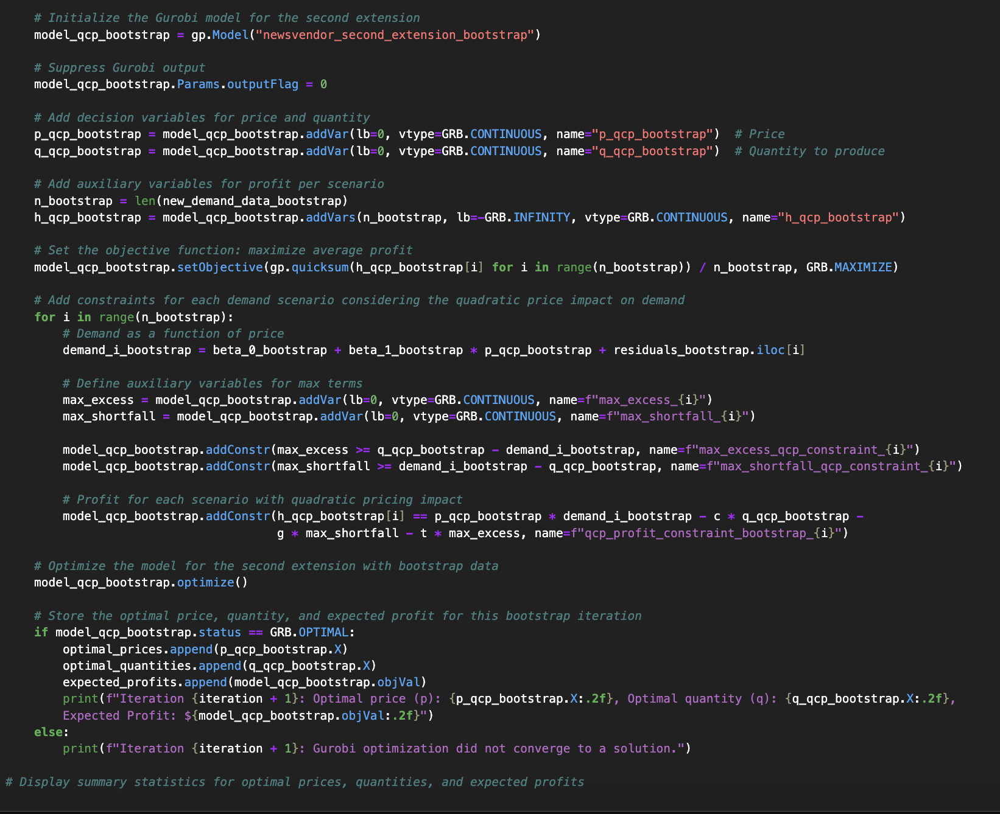 # Initialize the Gurobi model for the second extension
model_qcp_bootstrap = gp.Model("newsvendor_second_extension_bootstrap")
# Suppress Gurobi output
model_qcp_bootstrap.Params.outputFlag = 0
# Add decision variables for price and quantity
p_qcp_bootstrap = model_qcp_bootstrap.addVar(lb=0, vtype=GRB.CONTINUOUS, name="p_qcp_bootstrap")  # Price
q_qcp_bootstrap = model_qcp_bootstrap.addVar(lb=0, vtype=GRB.CONTINUOUS, name="q_qcp_bootstrap")  # Quantity to produce
# Add auxiliary variables for profit per scenario
n_bootstrap = len(new_demand_data_bootstrap)
h_qcp_bootstrap = model_qcp_bootstrap.addVars(n_bootstrap, lb=-GRB.INFINITY, vtype=GRB.CONTINUOUS, name="h_qcp_bootstrap")
# Set the objective function: maximize average profit
model_qcp_bootstrap.setObjective(gp.quicksum(h_qcp_bootstrap[i] for i in range(n_bootstrap)) / n_bootstrap, GRB.MAXIMIZE)
# Add constraints for each demand scenario considering the quadratic price impact on demand
for i in range(n_bootstrap):
# Demand as a function of price
demand_i_bootstrap = beta_0_bootstrap + beta_1_bootstrap * p_qcp_bootstrap + residuals_bootstrap.iloc[i]
# Define auxiliary variables for max terms
max_excess = model_qcp_bootstrap.addVar(lb=0, vtype=GRB.CONTINUOUS, name=f"max_excess_{i}")
max_shortfall = model_qcp_bootstrap.addVar(lb=0, vtype=GRB.CONTINUOUS, name=f"max_shortfall_{i}")
model_qcp_bootstrap.addConstr(max_excess >= q_qcp_bootstrap - demand_i_bootstrap, name=f"max_excess_qcp_constraint_{i}")
model_qcp_bootstrap.addConstr(max_shortfall >= demand_i_bootstrap - q_qcp_bootstrap, name=f"max_shortfall_qcp_constraint_{i}")
# Profit for each scenario with quadratic pricing impact
model_qcp_bootstrap.addConstr(h_qcp_bootstrap[i] == p_qcp_bootstrap * demand_i_bootstrap - c * q_qcp_bootstrap -
g * max_shortfall - t * max_excess, name=f"qcp_profit_constraint_bootstrap_{i}")
# Optimize the model for the second extension with bootstrap data
model_qcp_bootstrap.optimize()
# Store the optimal price, quantity, and expected profit for this bootstrap iteration
if model_qcp_bootstrap.status == GRB.OPTIMAL:
optimal_prices.append(p_qcp_bootstrap.X)
optimal_quantities.append(q_qcp_bootstrap.X)
expected_profits.append(model_qcp_bootstrap.objVal)
print(f"Iteration {iteration + 1}: Optimal price (p): {p_qcp_bootstrap.X:.2f}, Optimal quantity (q): {q_qcp_bootstrap.X:.2f},
Expected Profit: ${model_qcp_bootstrap.objVal:.2f}")
else:
print(f"Iteration {iteration + 1}: Gurobi optimization did not converge to a solution.")
# Display summary statistics for optimal prices, quantities, and expected profits